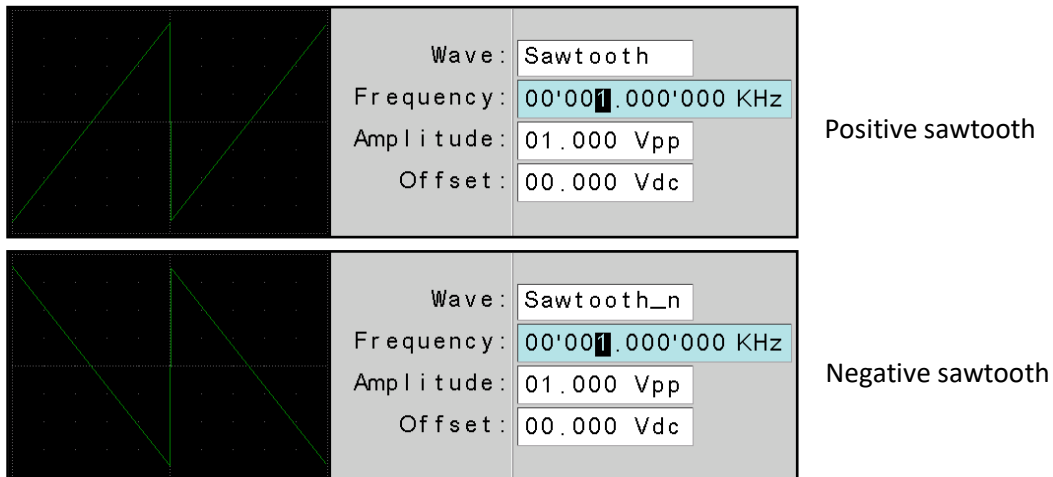 Wave: Sawtooth
Frequency: 00'001.000'000 KHz
Amplitude: 01.000 Vpp
Offset: 00.000 Vdc
Positive sawtooth
Wave: Sawtooth_n
Frequency: 00'001.000'000 KHz
Amplitude: 01.000 Vpp
Offset: 00.000 Vdc
Negative sawtooth